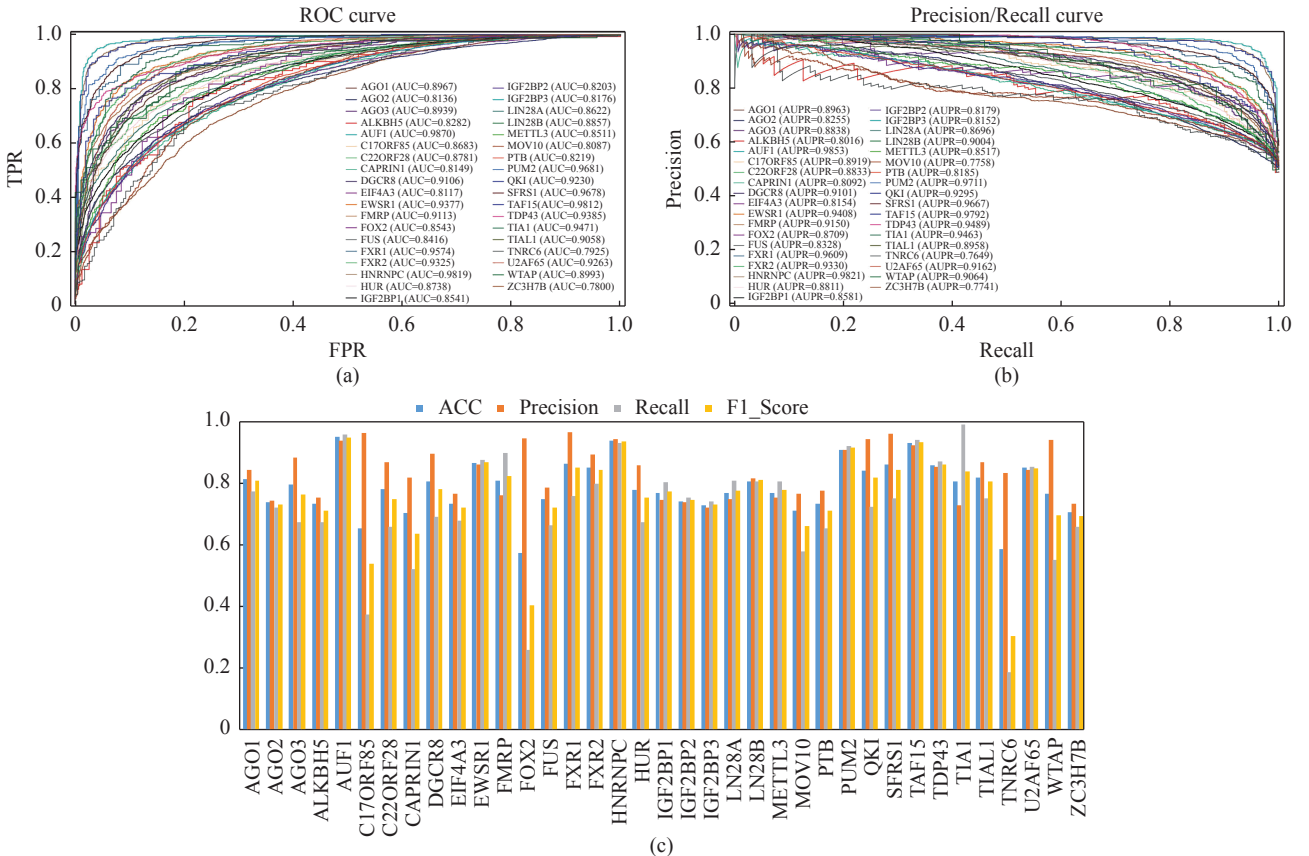 ROC curve
1.0
0.8
0.6
0.4
0.2
0
TPR
AGO1 (AUC=0.8967)
AGO2 (AUC=0.8136)
AGO3 (AUC=0.8939)
ALKBH5 (AUC=0.8282)
AUF1 (AUC=0.9870)
C17ORF85 (AUC=0.8683)
C22ORF28 (AUC=0.8781)
CAPRIN1 (AUC=0.8149)
DGCR8 (AUC=0.9106)
EIF4A3 (AUC=0.8117)
EWSR1 (AUC=0.9377)
FMRP (AUC=0.9113)
FOX2 (AUC=0.8543)
FUS (AUC=0.8416)
FXR1 (AUC=0.9574)
FXR2 (AUC=0.9325)
HNRNPC (AUC=0.9819)
HUR (AUC=0.8738)
IGF2BP1 (AUC=0.8541)
IGF2BP2 (AUC=0.8203)
IGF2BP3 (AUC=0.8176)
LIN28A (AUC=0.8622)
LIN28B (AUC=0.8857)
METTL3 (AUC=0.8511)
MOV10 (AUC=0.8087)
PTB (AUC=0.8219)
PUM2 (AUC=0.9681)
QKI (AUC=0.9230)
SFRS1 (AUC=0.9678)
TAF15(AUC=0.9812)
TDP43 (AUC=0.9385)
TIA1 (AUC=0.9471)
TIAL1 (AUC=0.9058)
TNRC6 (AUC=0.7925)
U2AF65 (AUC=0.9263)
WTAP (AUC=0.8993)
ZC3H7B (AUC=0.7800)
0 0.2 0.4 0.6 0.8 1.0
FPR
(a)
Precision/Recall curve
1.0
0.8
0.6
0.4
0.2
0
Precision
AGO1 (AUPR=0.8963)
AGO2 (AUPR=0.8255)
AGO3 (AUPR=0.8838)
ALKBH5 (AUPR=0.8016)
AUF1 (AUPR=0.9853)
C17ORF85 (AUPR=0.8919)
C22ORF28 (AUPR=0.8833)
CAPRIN1 (AUPR=0.8092)
DGCR8 (AUPR=0.9101)
EIF4A3 (AUPR=0.8154)
EWSR1 (AUPR=0.9408)
FMRP (AUPR=0.9150)
FOX2 (AUPR=0.8709)
FUS (AUPR=0.8328)
FXR1 (AUPR=0.9609)
FXR2 (AUPR=0.9330)
HNRNPC (AUPR=0.9821)
HUR (AUPR=0.8811)
IGF2BP1 (AUPR=0.8581)
IGF2BP2 (AUPR=0.8179)
IGF2BP3 (AUPR=0.8152)
LIN28A (AUPR=0.8696)
LIN28B (AUPR=0.9004)
METTL3 (AUPR=0.8517)
MOV10 (AUPR=0.7758)
PTB (AUPR=0.8185)
PUM2 (AUPR=0.9711)
QKI (AUPR=0.9295)
SFRS1 (AUPR=0.9667)
TAF15 (AUPR=0.9792)
TDP43 (AUPR=0.9489)
TIA1 (AUPR=0.9463)
TIAL1 (AUPR=0.8958)
TNRC6 (AUPR=0.7649)
U2AF65 (AUPR=0.9162)
WTAP (AUPR=0.9064)
ZC3H7B (AUPR=0.7741)
0 0.2 0.4 0.6 0.8 1.0
Recall
(b)
ACC Precision Recall F1_Score
1.0
0.8
0.6
0.4
0.2
0
AGO1
AGO2
AGO3
ALKBH5
AUF1
C17ORF85
C22ORF28
CAPRIN1
DGCR8
EIF4A3
EWSR1
FMRP
FOX2
FUS
FXR1
FXR2
HNRNPC
HUR
IGF2BP1
IGF2BP2
IGF2BP3
LN28A
LN28B
METTL3
MOV10
PTB
PUM2
QKI
SFRS1
TAF15
TDP43
TIA1
TIAL1
TNRC6
U2AF65
WTAP
ZC3H7B
(c)